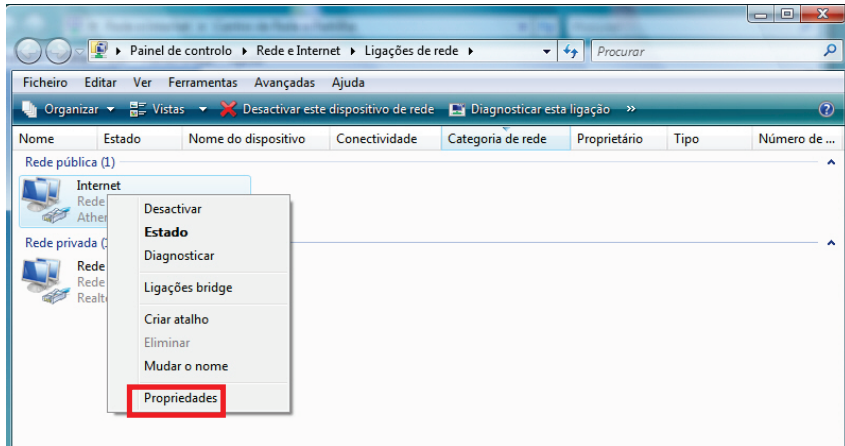 Painel de controlo Rede e Internet Ligações de rede Procurar
Ficheiro Editar Ver Ferramentas Avançadas Ajuda
Organizar Vistas Desactivar este dispositivo de rede Diagnosticar esta ligação »
Nome Estado Nome do dispositivo Conectividade Categoria de rede Proprietário Tipo Número de ...
Rede pública (1)
Internet
Rede
Rede privada
Rede
Rede
Desactivar
Estado
Diagnosticar
Ligações bridge
Criar atalho
Eliminar
Mudar o nome
Propriedades